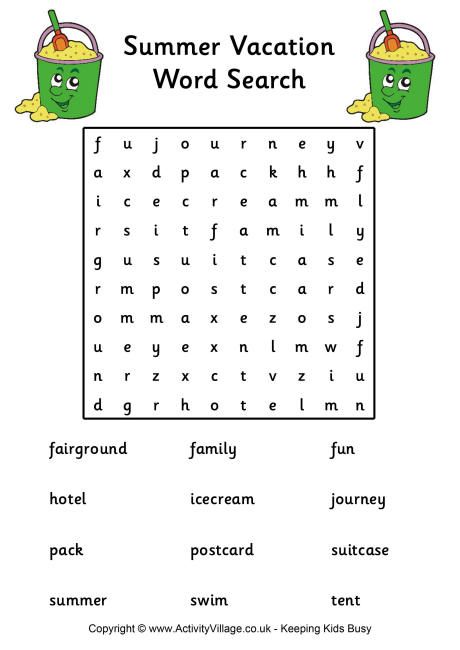 Summer Vacation
Word Search
f u j o u r n e y v
a x d p a c k h h f
i c e c r e a m m l
r s i t f a m i l y
g u s u i t c a s e
r m p o s t c a r d
o m m a x e z o s j
u e y e x n l m w f
n r z x c t v z i u
d g r h o t e l m n
fairground family fun
hotel icecream journey
pack postcard suitcase
summer swim tent
Copyright © www.ActivityVillage.co.uk - Keeping Kids Busy